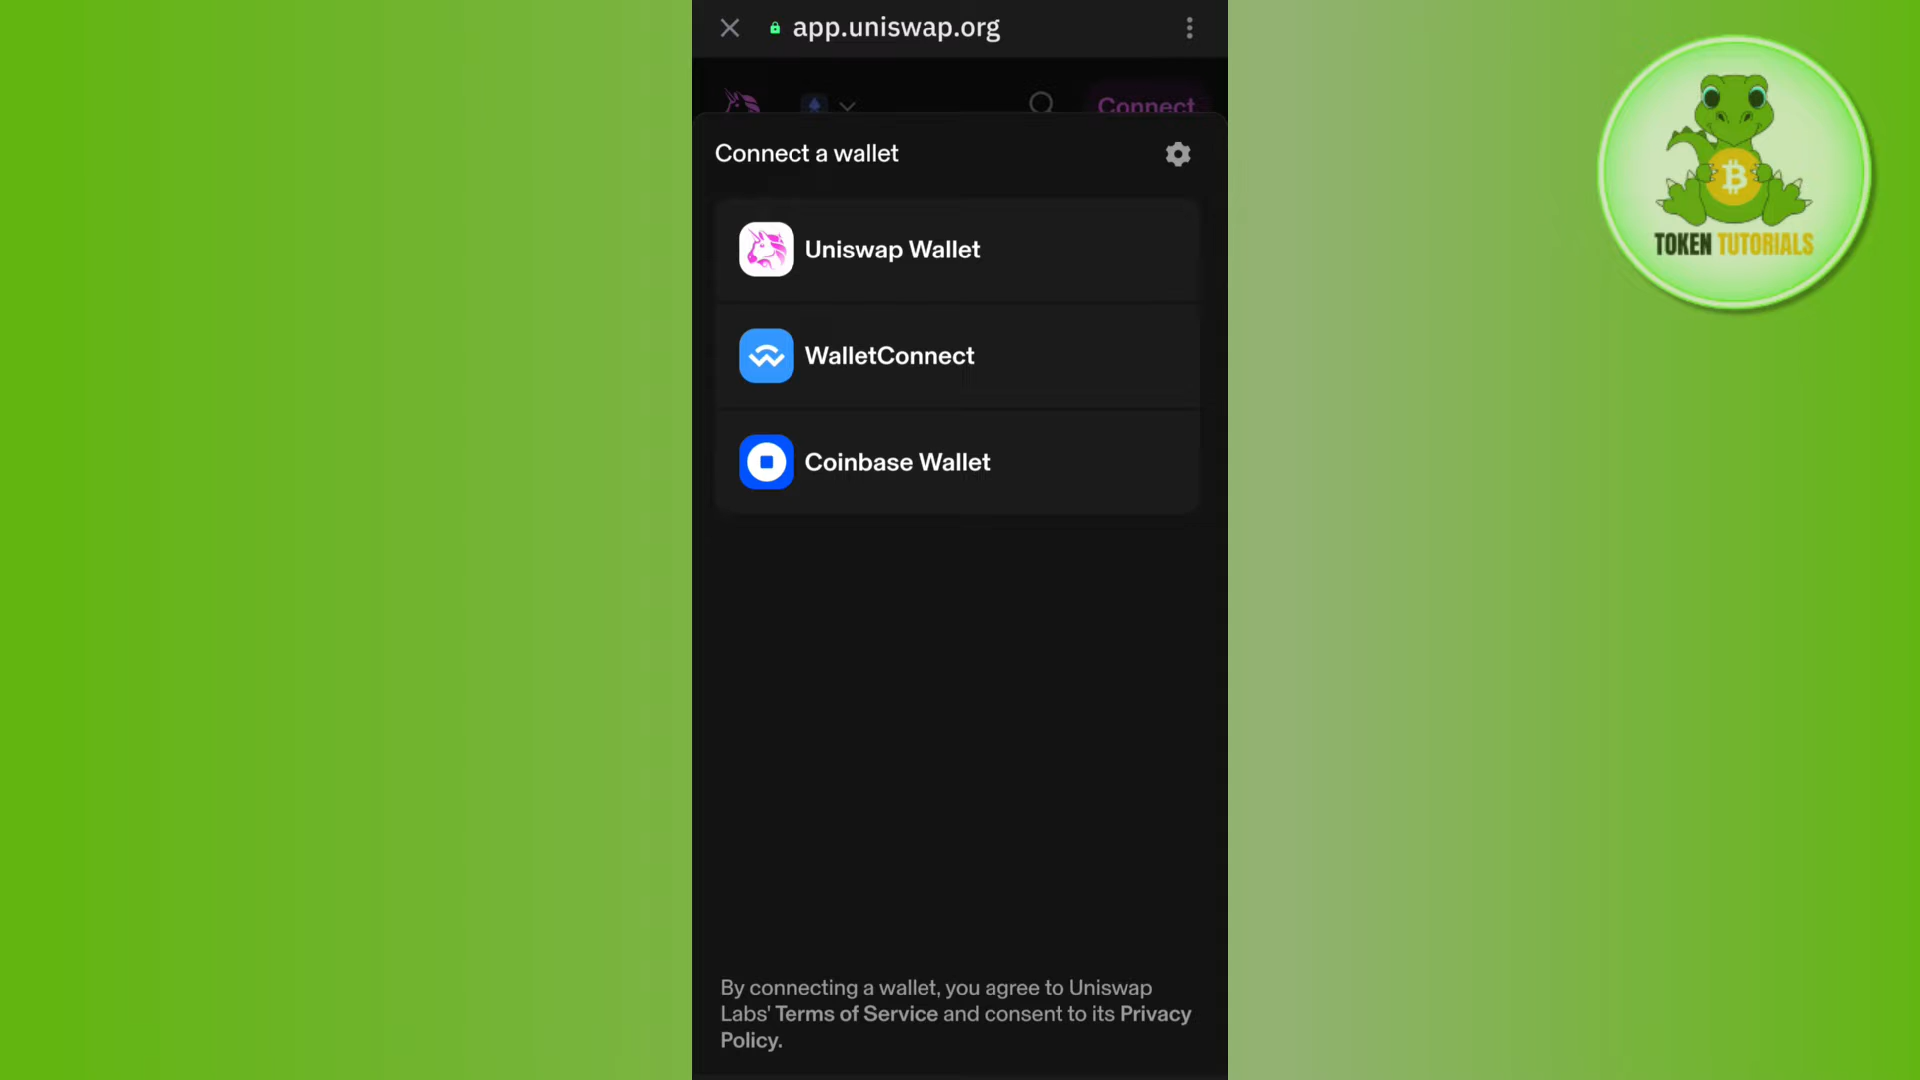 app.uniswap.org
Connect
Connect a wallet
Uniswap Wallet
WalletConnect
Coinbase Wallet
By connecting a wallet, you agree to Uniswap
Labs' Terms of Service and consent to its Privacy
Policy.
TOKEN TUTORIALS